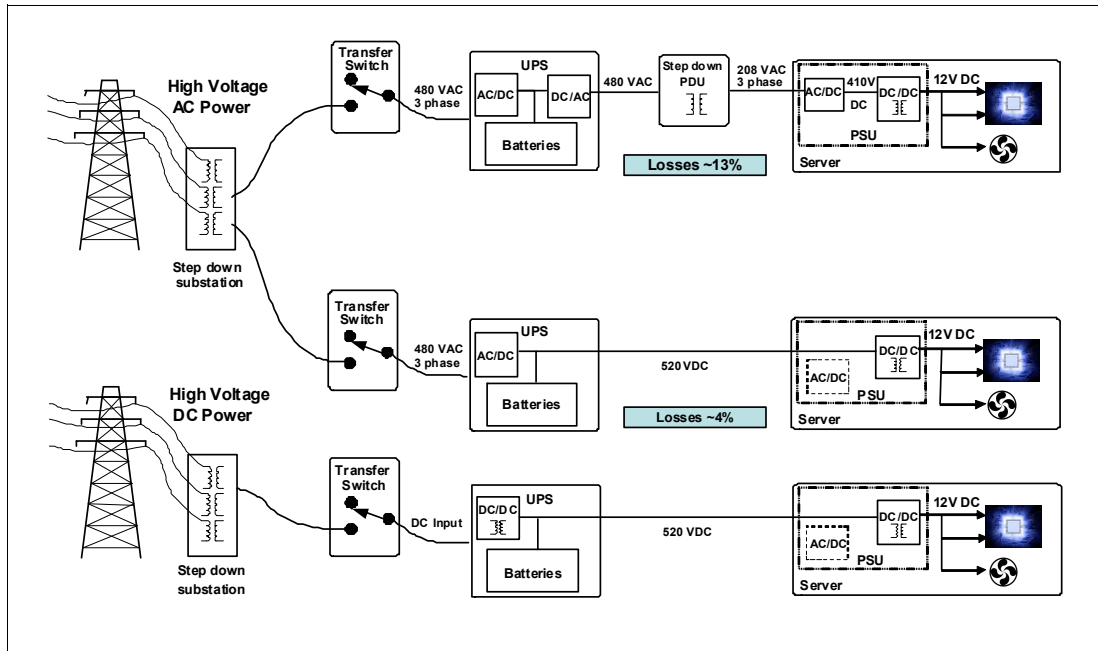 High Voltage
AC Power
Step down
substation
Transfer
Switch
480 VAC
3 phase
UPS
AC/DC
DC/AC
Batteries
480 VAC
Step down
PDU
208 VAC
3 phase
AC/DC
410V
DC
DC/DC
PSU
Server
12V DC
Losses ~13%
Transfer
Switch
480 VAC
3 phase
UPS
AC/DC
Batteries
520 VDC
Losses ~4%
AC/DC
DC/DC
PSU
Server
12V DC
High Voltage
DC Power
Step down
substation
Transfer
Switch
DC Input
UPS
DC/DC
Batteries
520 VDC
AC/DC
DC/DC
PSU
Server
12V DC